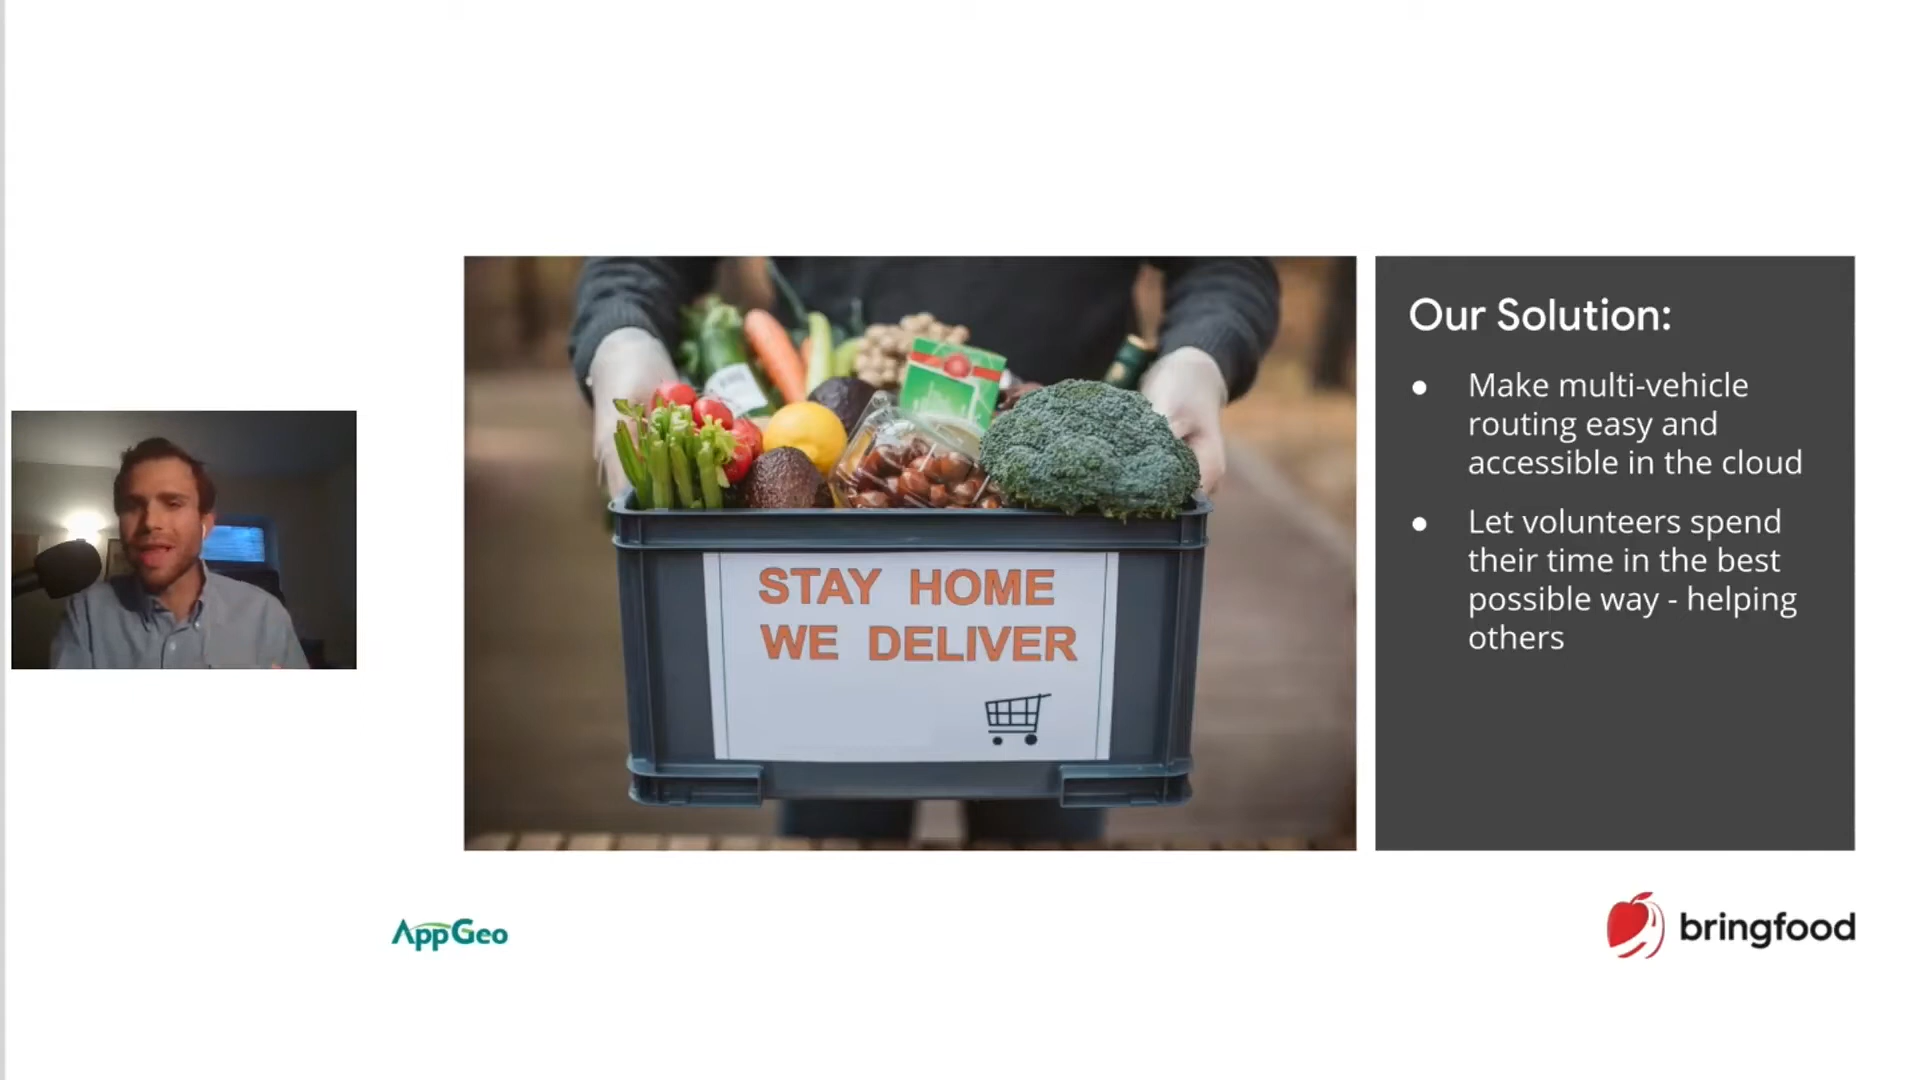 STAY HOME
WE DELIVER
Our Solution:
● Make multi-vehicle
routing easy and
accessible in the cloud
● Let volunteers spend
their time in the best
possible way - helping
others
AppGeo
bringfood